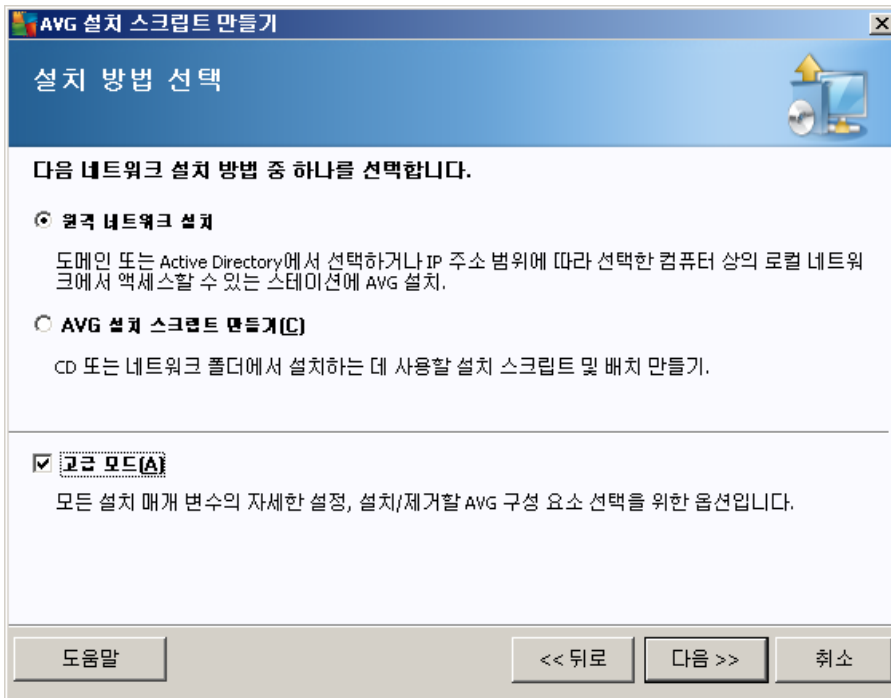 AVG 설치 스크립트 만들기
설치 방법 선택
다음 네트워크 설치 방법 중 하나를 선택합니다.
원격 네트워크 설치
도메인 또는 Active Directory에서 선택하거나 IP 주소 범위에 따라 선택한 컴퓨터 상의 로컬 네트워
크에서 액세스할 수 있는 스테이션에 AVG 설치.
AVG 설치 스크립트 만들기(C)
CD 또는 네트워크 폴더에서 설치하는 데 사용할 설치 스크립트 및 배치 만들기.
고급 모드(A)
모든 설치 매개 변수의 자세한 설정, 설치/제거할 AVG 구성 요소 선택을 위한 옵션입니다.
도움말
<< 뒤로
다음 >>
취소